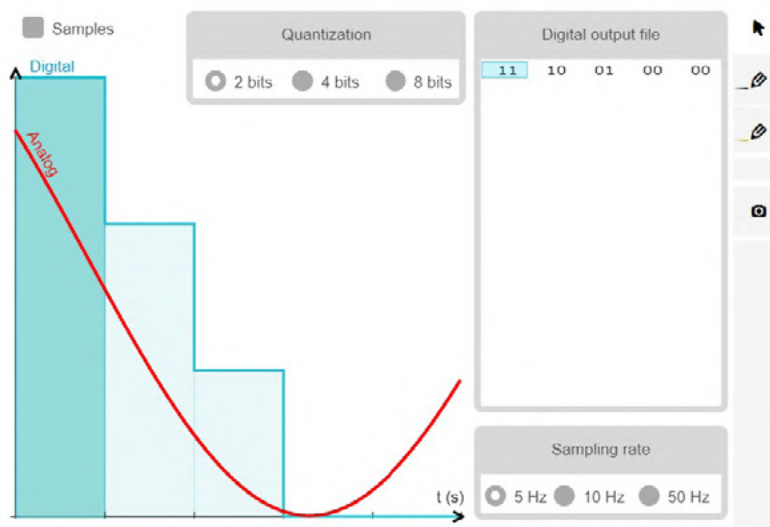 Samples
Quantization
2 bits 4 bits 8 bits
Digital
Analog
t (s)
Digital output file
11 10 01 00 00
Sampling rate
5 Hz 10 Hz 50 Hz